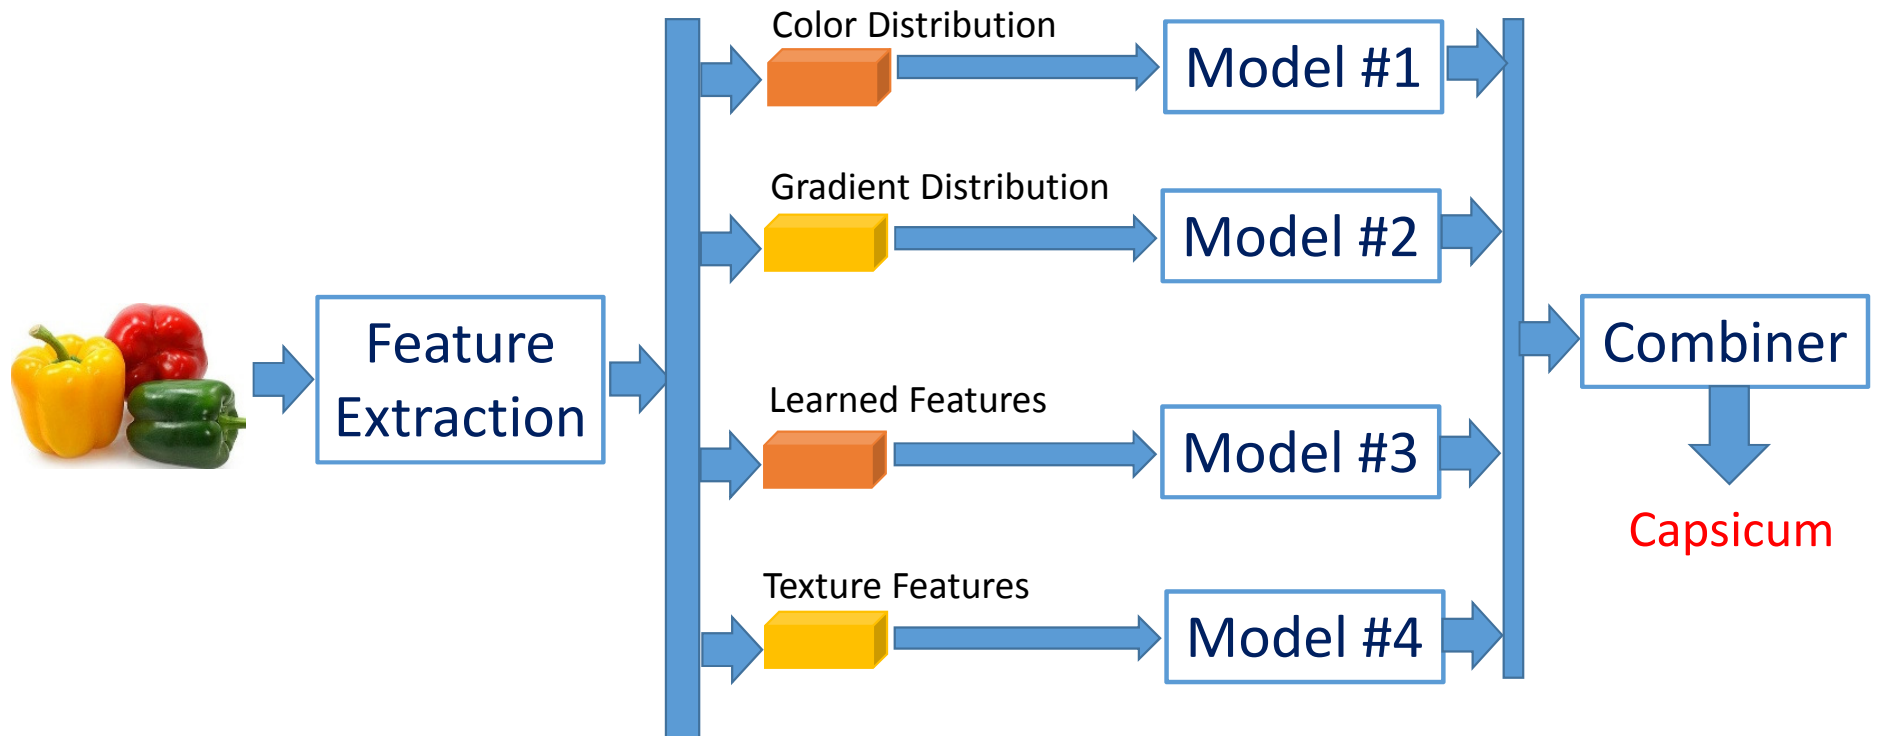 Color Distribution
Model #1
Gradient Distribution
Model #2
Feature
Extraction
Combiner
Learned Features
Model #3
Capsicum
Texture Features
Model #4